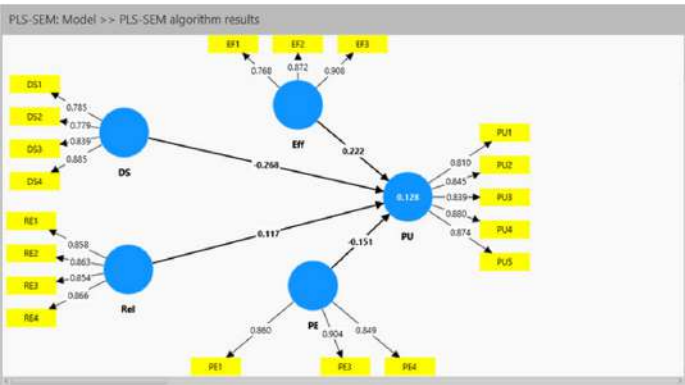 PLS-SEM: Model >> PLS-SEM algorithm results
EF1 EF2 EF3
0.768 0.872 0.908
DS1
DS2
DS3
DS4
0.785
0.779
0.839
0.885
DS
Eff
0.222
-0.268
PU1
PU2
PU3
PU4
PU5
0.810
0.845
0.839
0.880
0.874
0.128
PU
RE1
RE2
RE3
RE4
0.858
0.863
0.854
0.866
Rel
0.117
-0.151
PE
0.860 0.904 0.849
PE1 PE3 PE4